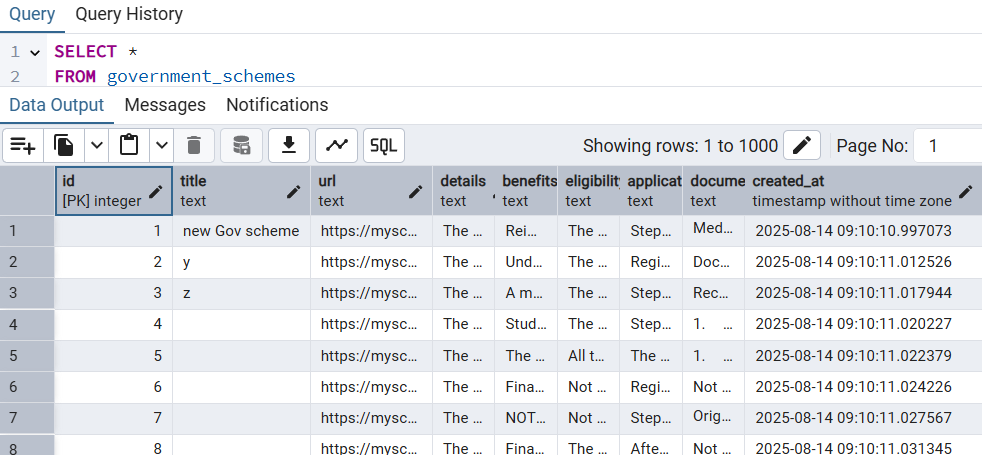 Query Query History
1 SELECT *
2 FROM government_schemes
Data Output Messages Notifications
SQL Showing rows: 1 to 1000 Page No: 1
id title url details benefits eligibilit applicat docume created_at
[PK] integer text text text text text text text timestamp without time zone
1 1 new Gov scheme https://mysc... The ... Rei... The ... Step... Med... 2025-08-14 09:10:10.997073
2 2 y https://mysc... The ... Und... The ... Regi... Doc... 2025-08-14 09:10:11.012526
3 3 z https://mysc... The ... A m... The ... Step... Rec... 2025-08-14 09:10:11.017944
4 4 https://mysc... The ... Stud... The ... Step... 1. ... 2025-08-14 09:10:11.020227
5 5 https://mysc... The ... The ... All t... The ... 1. ... 2025-08-14 09:10:11.022379
6 6 https://mysc... The ... Fina... Not ... Regi... Not ... 2025-08-14 09:10:11.024226
7 7 https://mysc... The ... NOT... Not ... Step... Orig... 2025-08-14 09:10:11.027567
8 8 https://mysc... The ... Fina... The ... Afte... Not ... 2025-08-14 09:10:11.031345